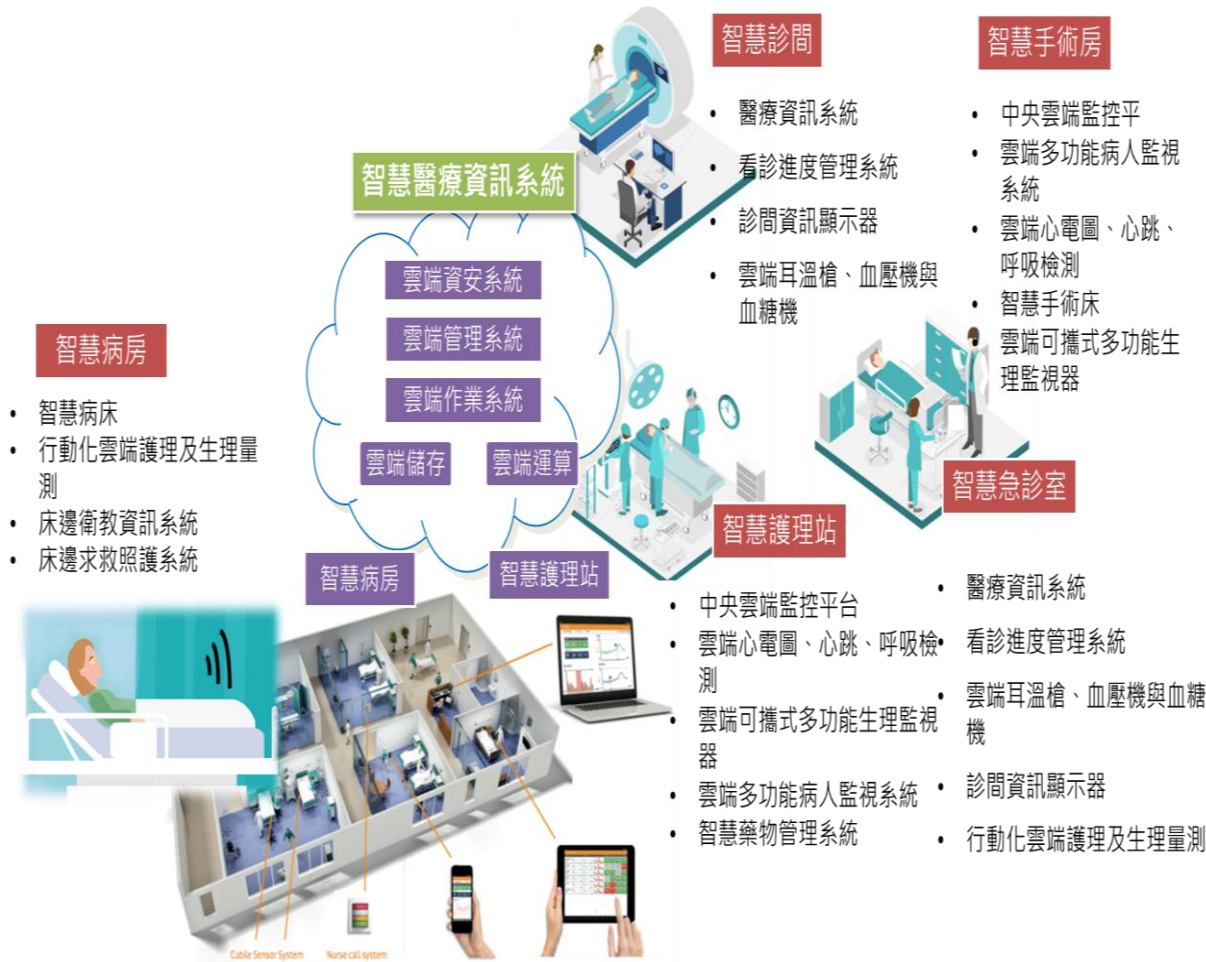 智慧診間
• 醫療資訊系統
• 看診進度管理系統
• 診間資訊顯示器
• 雲端耳溫槍、血壓機與
血糖機
智慧手術房
• 中央雲端監控平
• 雲端多功能病人監視
系統
• 雲端心電圖、心跳、
呼吸檢測
• 智慧手術床
• 雲端可攜式多功能生
理監視器
智慧醫療資訊系統
雲端資安系統
雲端管理系統
雲端作業系統
雲端儲存
雲端運算
智慧病房
智慧護理站
智慧病房
• 智慧病床
• 行動化雲端護理及生理量
測
• 床邊衛教資訊系統
• 床邊求救照護系統
智慧護理站
• 中央雲端監控平台
• 雲端心電圖、心跳、呼吸檢
測
• 雲端可攜式多功能生理監視
器
• 雲端多功能病人監視系統
• 智慧藥物管理系統
智慧急診室
• 醫療資訊系統
• 看診進度管理系統
• 雲端耳溫槍、血壓機與血糖
機
• 診間資訊顯示器
• 行動化雲端護理及生理量測
Cubile Sensor System
Nurse call system